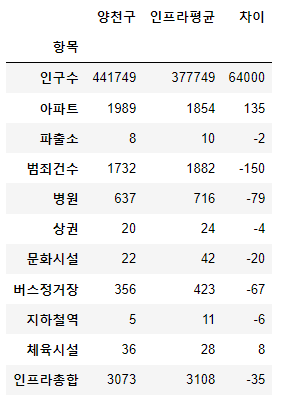 양천구 인프라평균 차이
항목
인구수 441749 377749 64000
아파트 1989 1854 135
파출소 8 10 -2
범죄건수 1732 1882 -150
병원 637 716 -79
상권 20 24 -4
문화시설 22 42 -20
버스정거장 356 423 -67
지하철역 5 11 -6
체육시설 36 28 8
인프라총합 3073 3108 -35